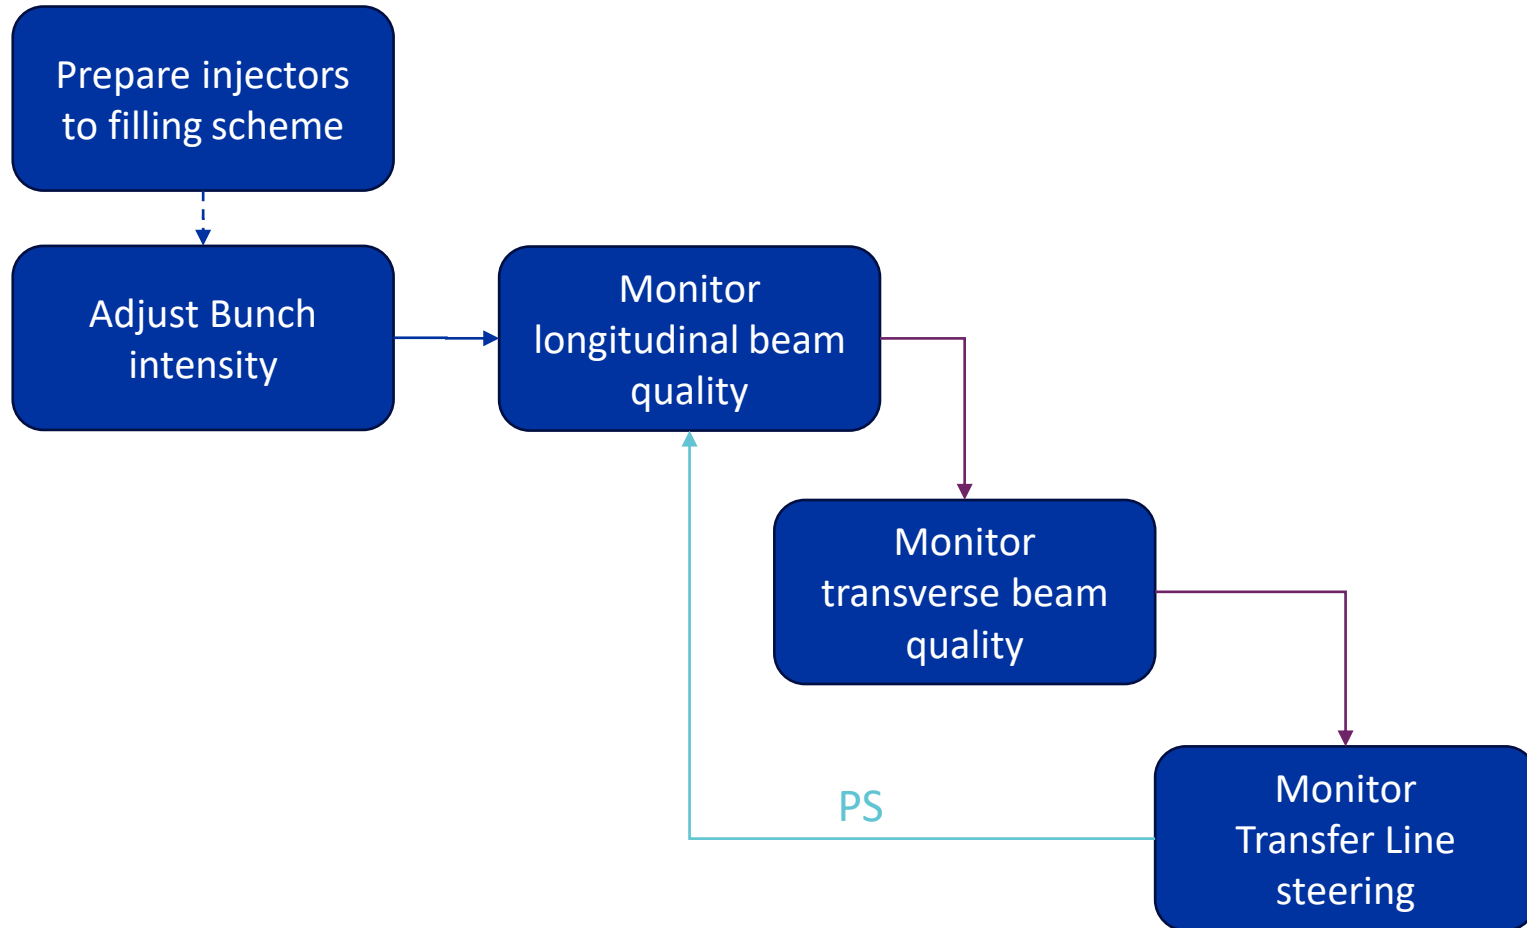 Prepare injectors
to filling scheme
Adjust Bunch
intensity
Monitor
longitudinal beam
quality
Monitor
transverse beam
quality
PS
Monitor
Transfer Line
steering